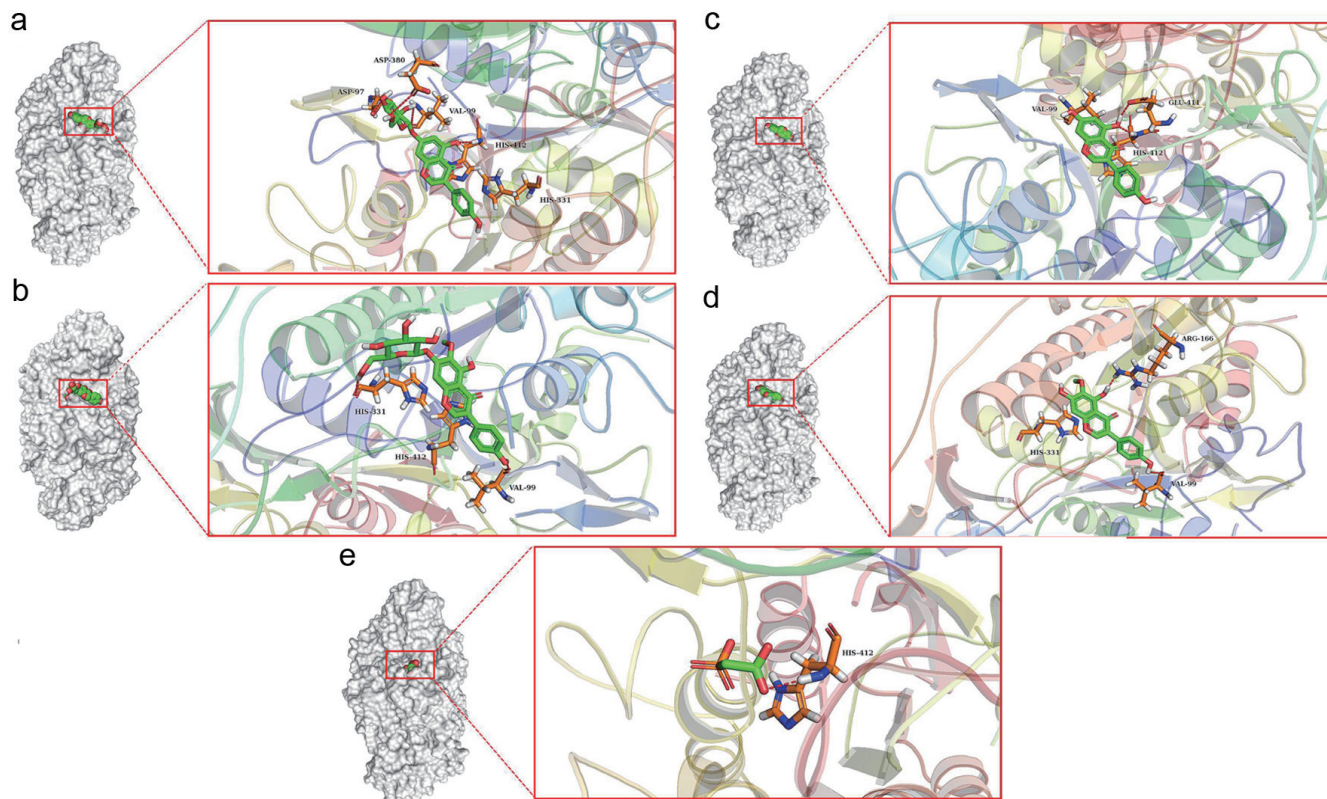 a
ASP-380
ASP-97
VAL-99
HIS-412
HIS-331
b
HIS-331
HIS-412
VAL-99
c
VAL-99
GLU-411
HIS-412
d
ARG-166
HIS-331
VAL-99
e
HIS-412